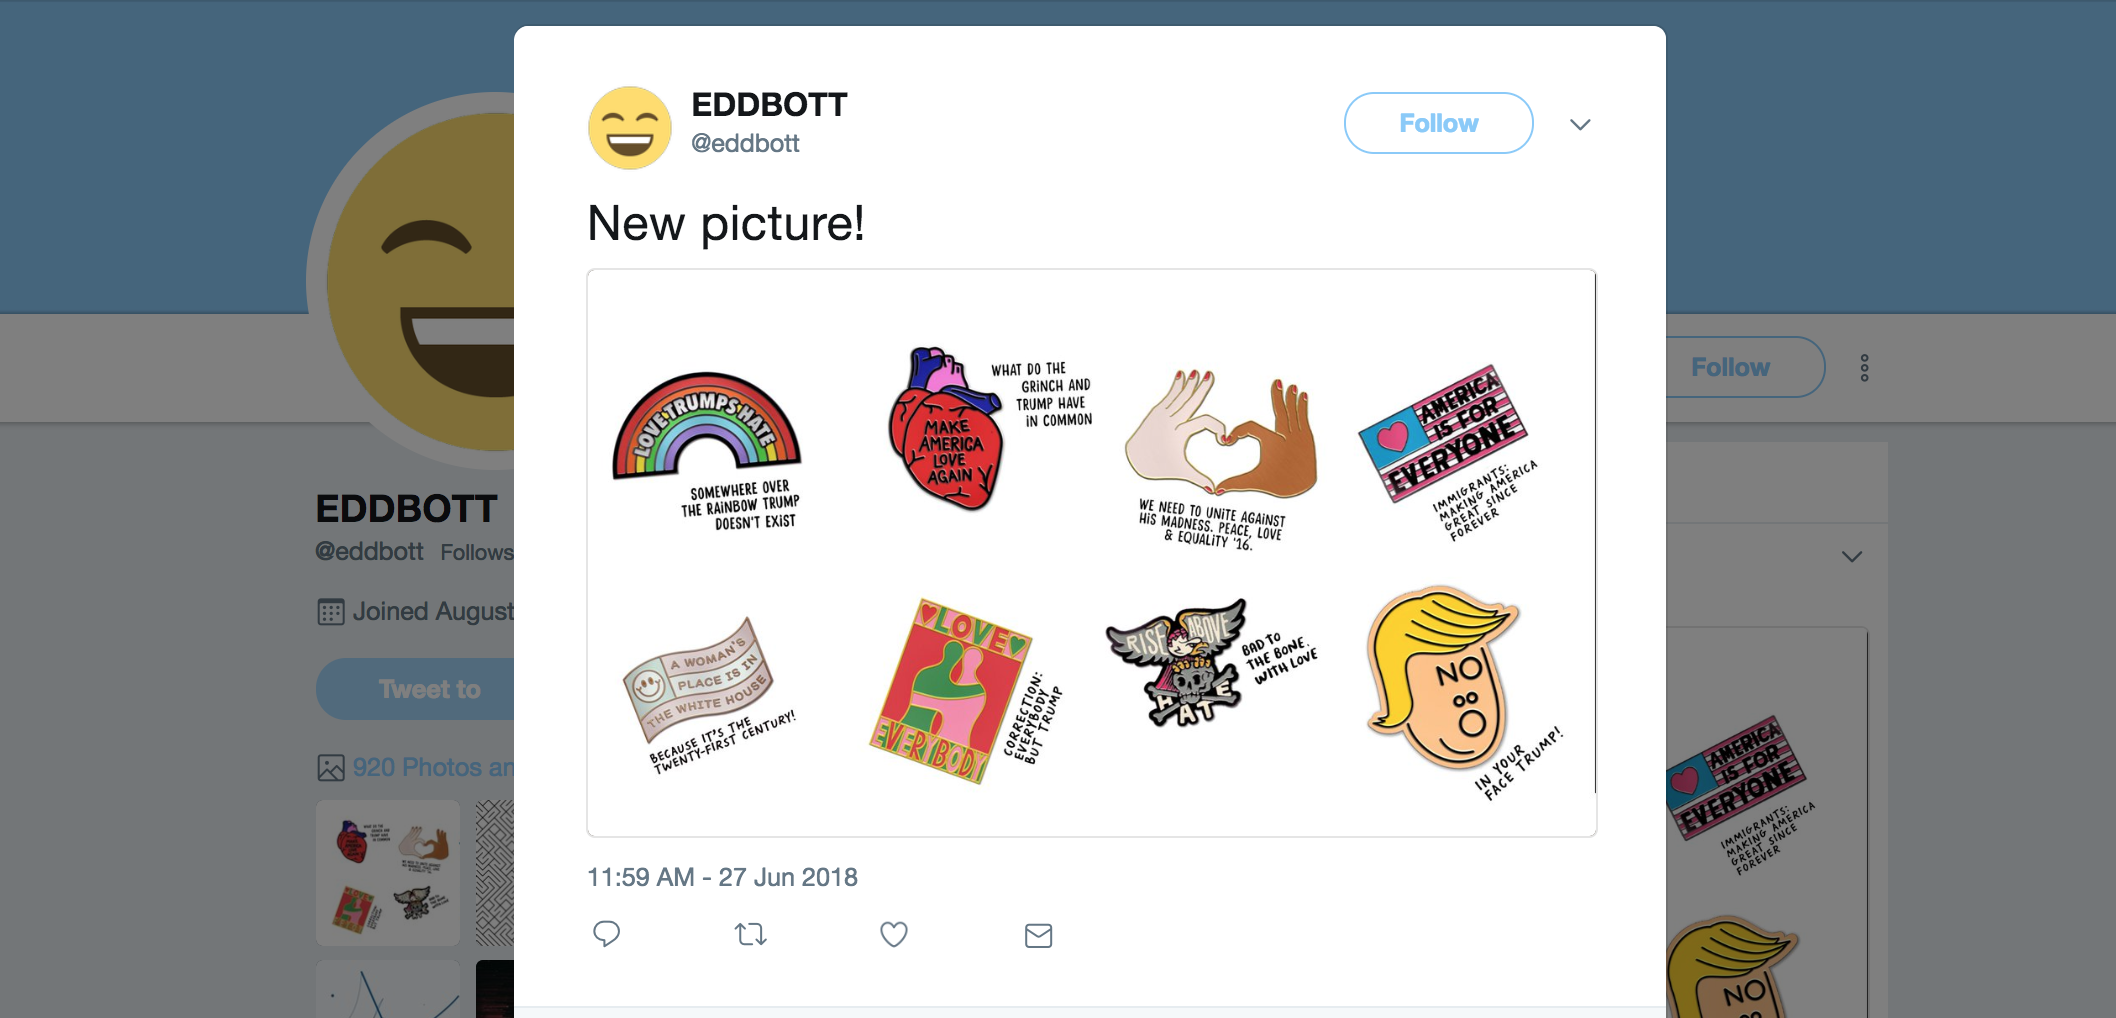 EDDBOTT
@eddbott
Follow
New picture!
LOVE TRUMPS HATE
SOMEWHERE OVER
THE RAINBOW TRUMP
DOESN'T EXIST
MAKE
AMERICA
LOVE
AGAIN
WHAT DO THE
GRINCH AND
TRUMP HAVE
IN COMMON
WE NEED TO UNITE AGAINST
HIS MADNESS. PEACE, LOVE
& EQUALITY '16.
AMERICA
IS FOR
EVERYONE
IMMIGRANTS:
MAKING AMERICA
GREAT SINCE
FOREVER
A WOMAN'S
PLACE IS IN
THE WHITE HOUSE
BECAUSE IT'S THE
TWENTY-FIRST CENTURY!
LOVE
EVERYBODY
CORRECTION:
EVERYBODY
BUT TRUMP
RISE ABOVE
HATE
BAD TO
THE BONE.
WITH LOVE
NO
IN YOUR
FACE TRUMP!
11:59 AM - 27 Jun 2018
EDDBOTT
@eddbott Follows
Joined August
Tweet to
920 Photos an
Follow
AMERICA
IS FOR
EVERYONE
IMMIGRANTS:
MAKING AMERICA
GREAT SINCE
FOREVER
NO